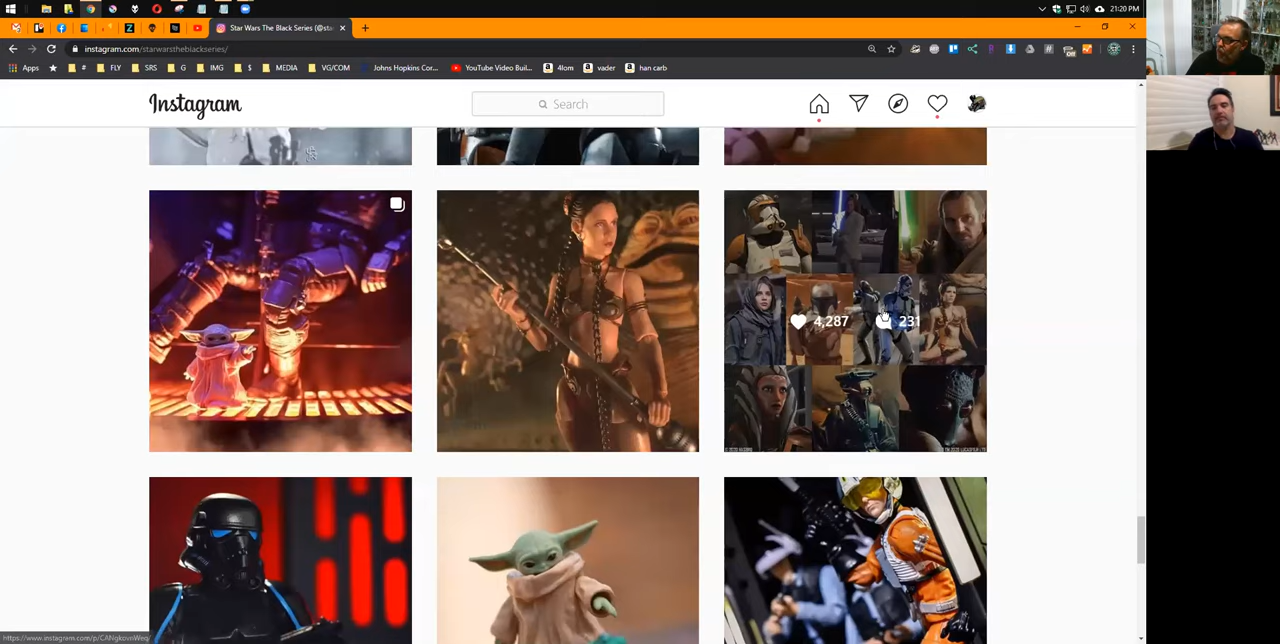 21:20 PM
Star Wars The Black Series (@sta
instagram.com/starwarstheblackseries/
Apps
#
FLY
SRS
G
IMG
$
MEDIA
VG/COM
Johns Hopkins Cor...
YouTube Video Buil...
4lom
vader
han carb
Instagram
Search
4,287
231
https://www.instagram.com/p/CANgkovnWeq/